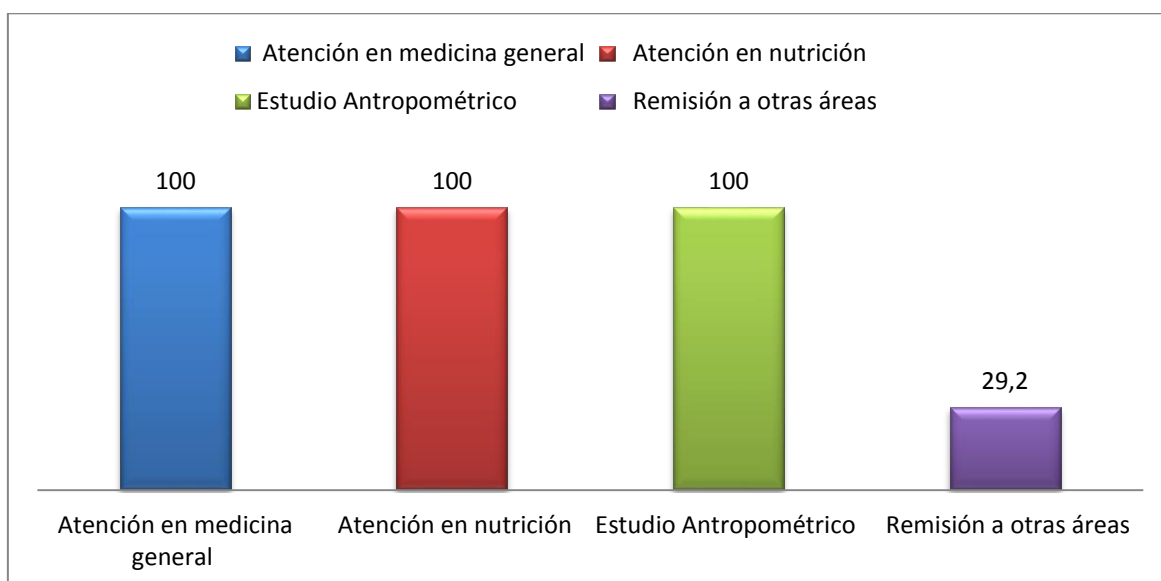 Atención en medicina general
Atención en nutrición
Estudio Antropométrico
Remisión a otras áreas
100
100
100
29,2
Atención en medicina
general
Atención en nutrición
Estudio Antropométrico
Remisión a otras áreas